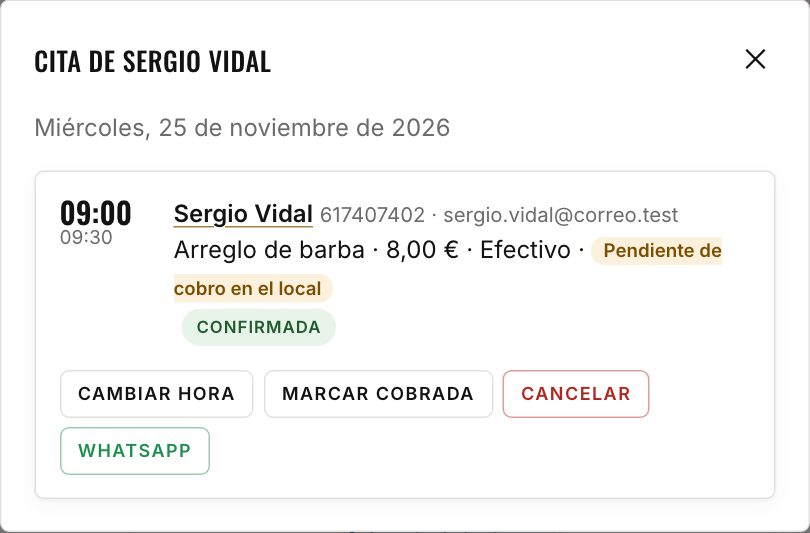 CITA DE SERGIO VIDAL
Miércoles, 25 de noviembre de 2026
09:00
09:30
Sergio Vidal 617407402 · sergio.vidal@correo.test
Arreglo de barba · 8,00 € · Efectivo · Pendiente de
cobro en el local
CONFIRMADA
CAMBIAR HORA MARCAR COBRADA CANCELAR
WHATSAPP